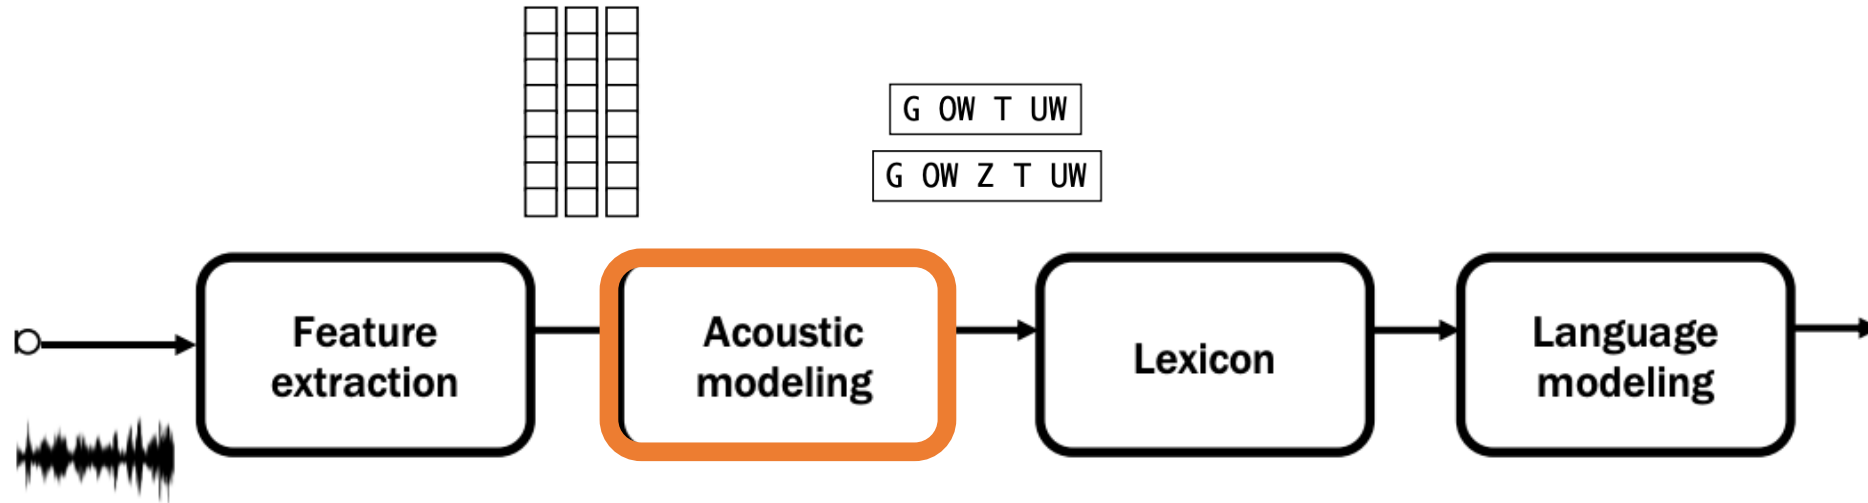 G OW T UW
G OW Z T UW
Feature
extraction
Acoustic
modeling
Lexicon
Language
modeling